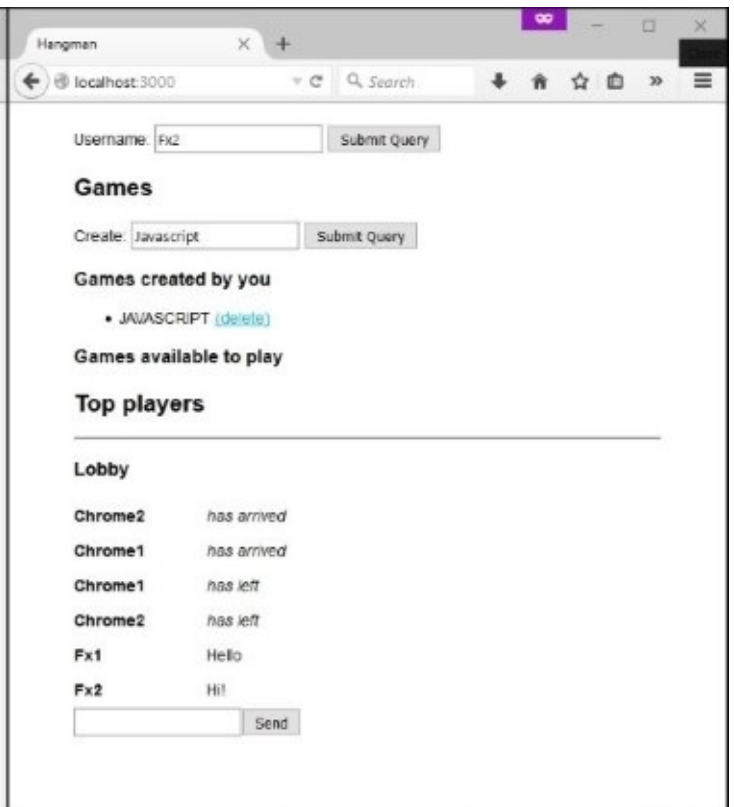 Hangman
localhost:3000 Search
Username: Fx2 Submit Query
Games
Create: Javascript Submit Query
Games created by you
• JAVASCRIPT (delete)
Games available to play
Top players
Lobby
Chrome2 has arrived
Chrome1 has arrived
Chrome1 has left
Chrome2 has left
Fx1 Hello
Fx2 Hi!
Send